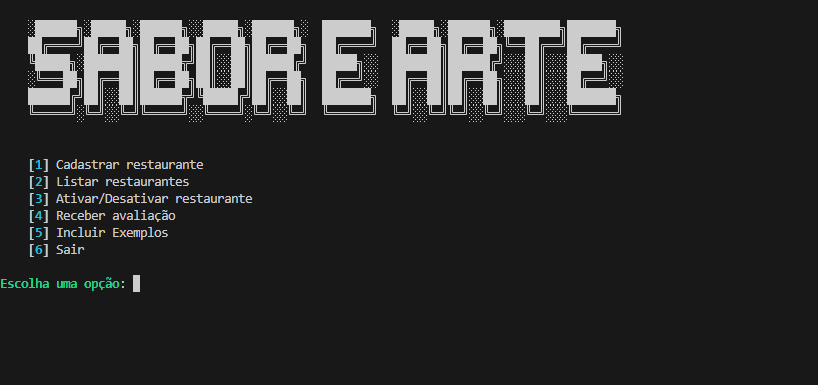 SABOR E ARTE
[1] Cadastrar restaurante
[2] Listar restaurantes
[3] Ativar/Desativar restaurante
[4] Receber avaliação
[5] Incluir Exemplos
[6] Sair
Escolha uma opção: